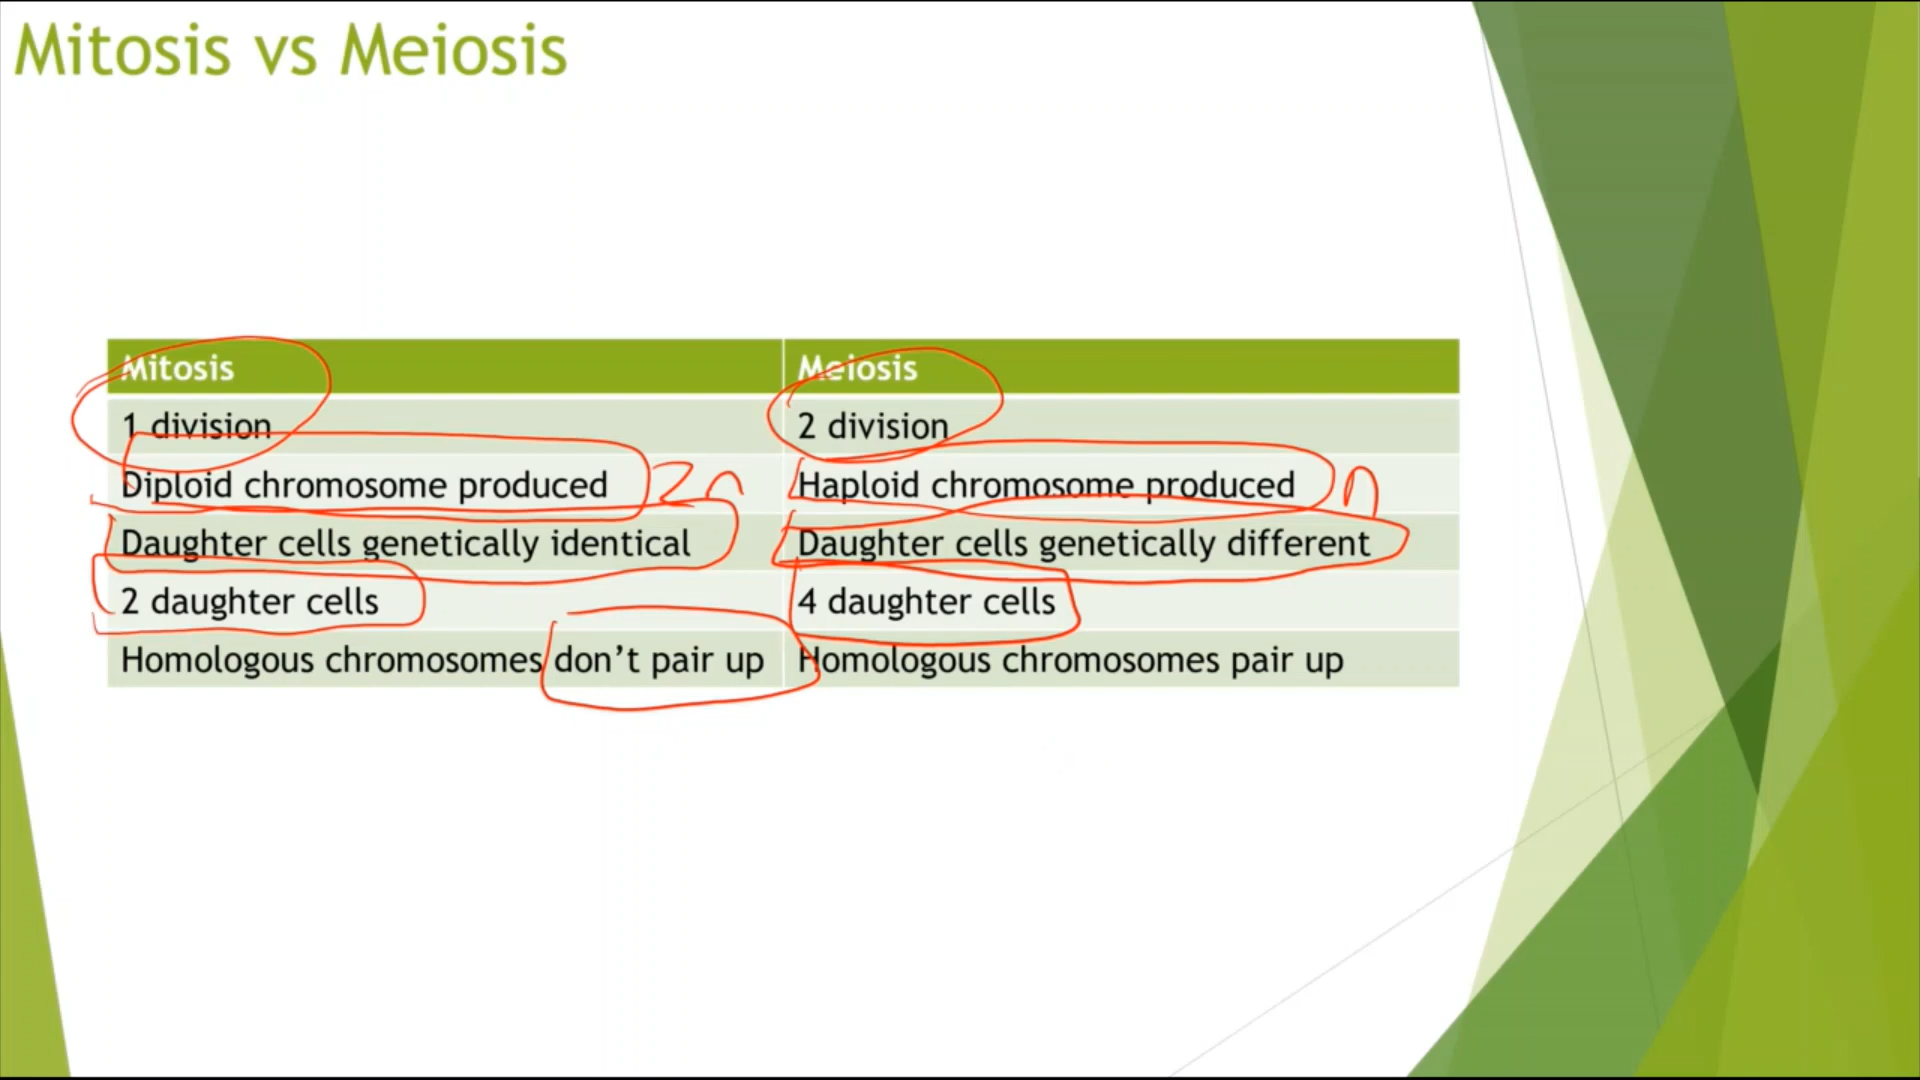 Mitosis vs Meiosis
Mitosis Meiosis
1 division 2 division
Diploid chromosome produced 2n Haploid chromosome produced n
Daughter cells genetically identical Daughter cells genetically different
2 daughter cells 4 daughter cells
Homologous chromosomes don’t pair up Homologous chromosomes pair up